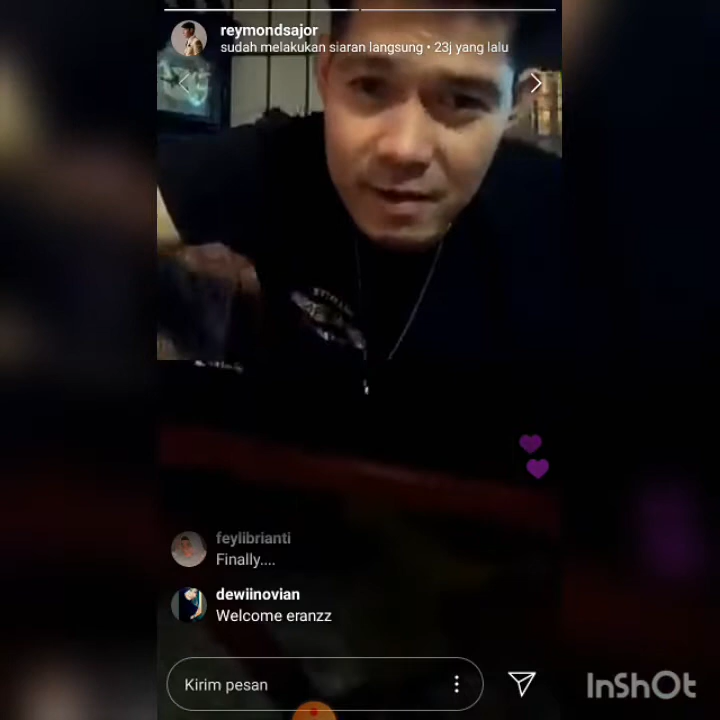 reymondsajor
sudah melakukan siaran langsung • 23j yang lalu
feylibrianti
Finally....
dewiinovian
Welcome eranzz
Kirim pesan
InShOt